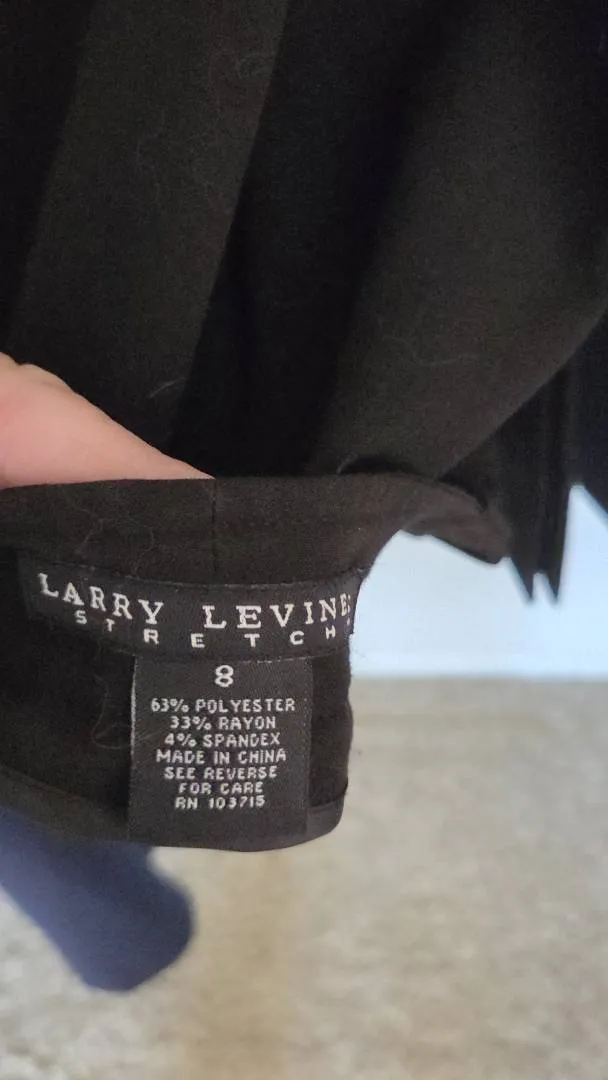 LARRY LEVINE
STRETCH
8
63% POLYESTER
33% RAYON
4% SPANDEX
MADE IN CHINA
SEE REVERSE
FOR CARE
RN 103715